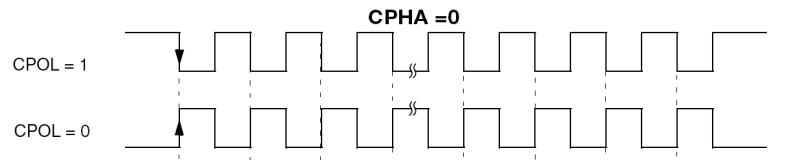 CPHA =0
CPOL = 1
CPOL = 0